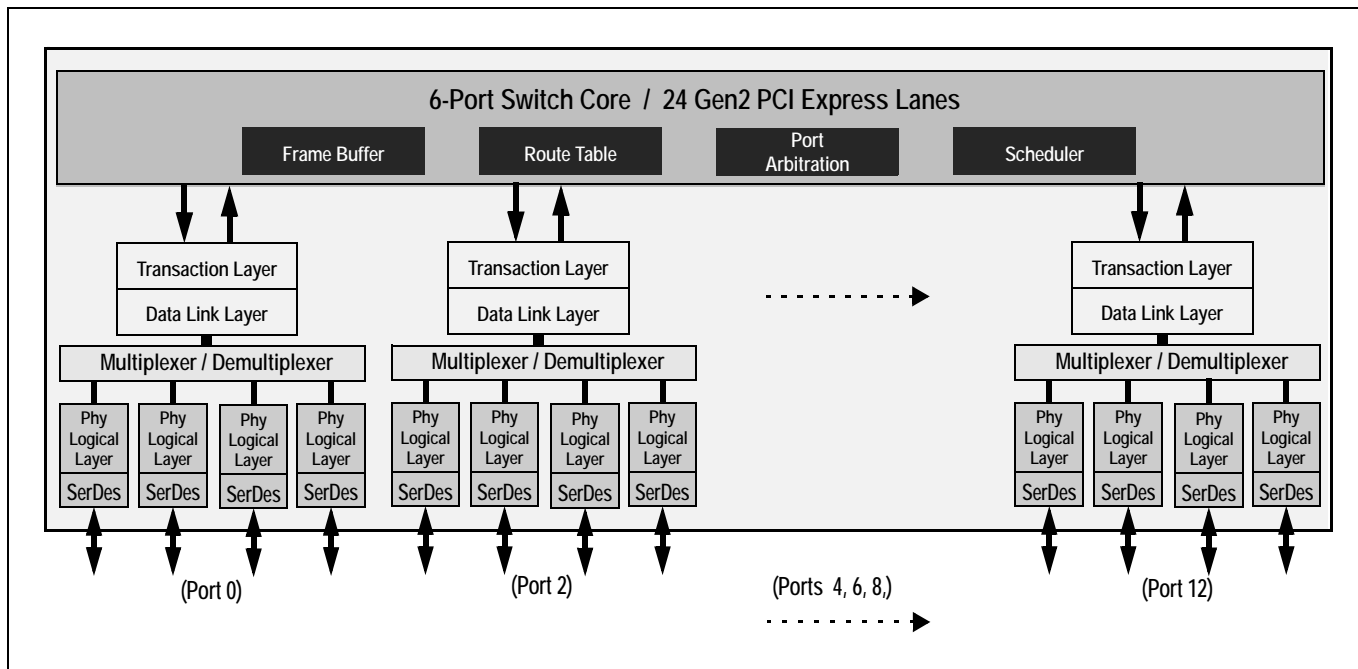 6-Port Switch Core / 24 Gen2 PCI Express Lanes
Frame Buffer
Route Table
Port
Arbitration
Scheduler
Transaction Layer
Data Link Layer
Multiplexer / Demultiplexer
Phy
Logical
Layer
SerDes
Phy
Logical
Layer
SerDes
Phy
Logical
Layer
SerDes
Phy
Logical
Layer
SerDes
(Port 0)
Transaction Layer
Data Link Layer
Multiplexer / Demultiplexer
Phy
Logical
Layer
SerDes
Phy
Logical
Layer
SerDes
Phy
Logical
Layer
SerDes
Phy
Logical
Layer
SerDes
(Port 2)
(Ports 4, 6, 8,)
Transaction Layer
Data Link Layer
Multiplexer / Demultiplexer
Phy
Logical
Layer
SerDes
Phy
Logical
Layer
SerDes
Phy
Logical
Layer
SerDes
Phy
Logical
Layer
SerDes
(Port 12)